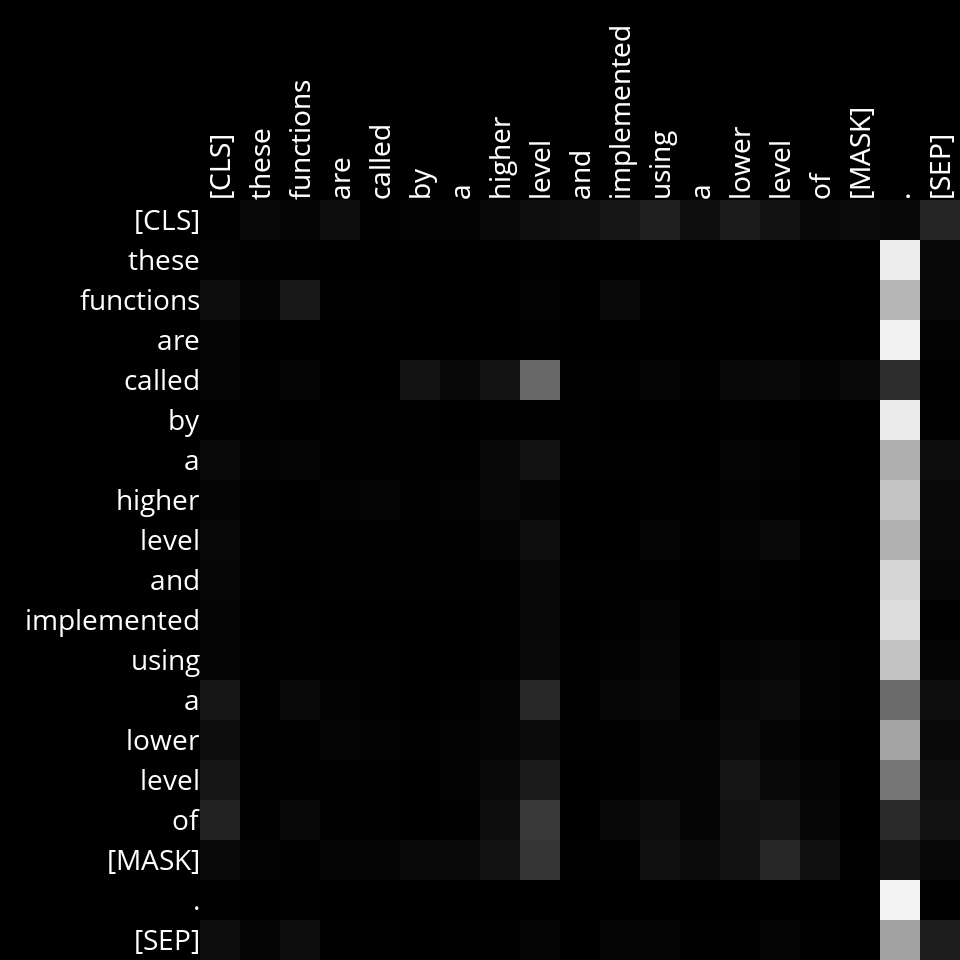 [CLS] these functions are called by a higher level and implemented using a lower level of [MASK] . [SEP]
[CLS]
these
functions
are
called
by
a
higher
level
and
implemented
using
a
lower
level
of
[MASK]
.
[SEP]